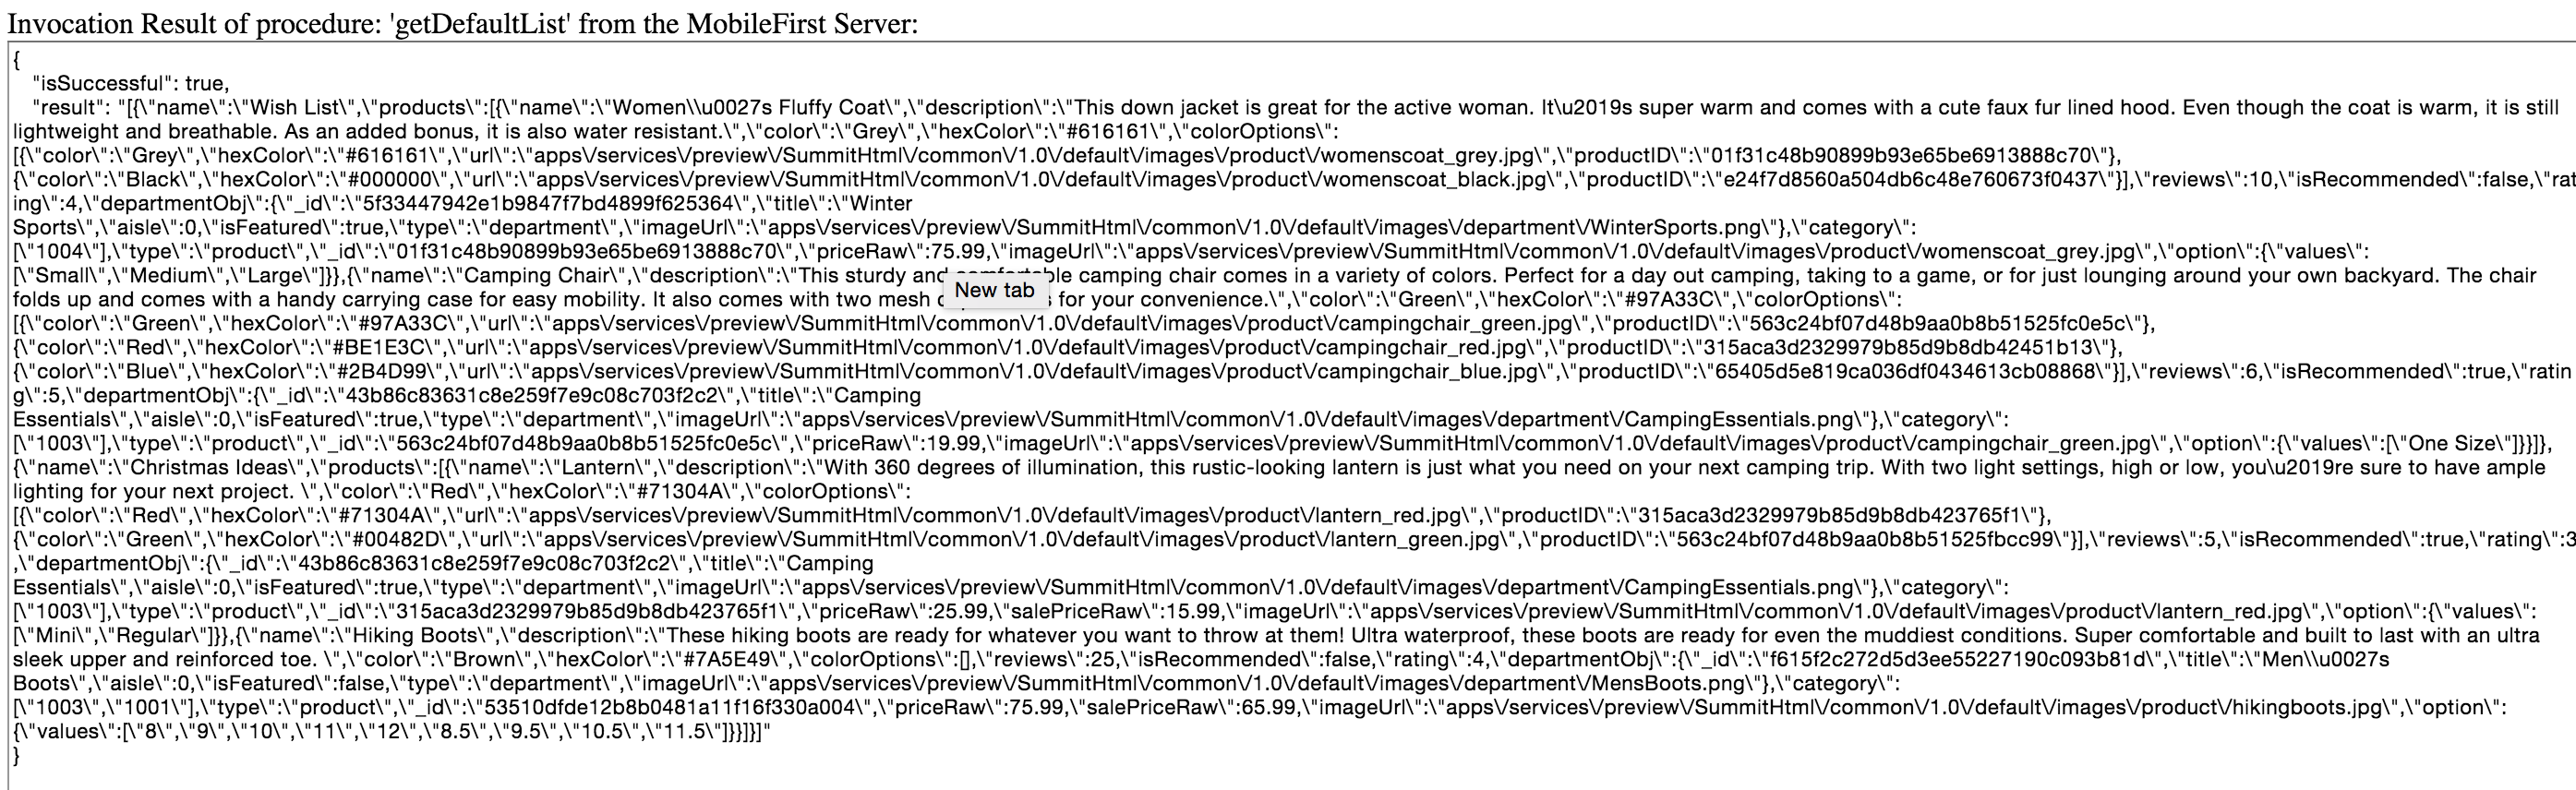 Invocation Result of procedure: 'getDefaultList' from the MobileFirst Server:
{
"isSuccessful": true,
"result": "[{\"name\":\"Wish List\",\"products\":[{\"name\":\"Women\\u0027s Fluffy Coat\",\"description\":\"This down jacket is great for the active woman. It\u2019s super warm and comes with a cute faux fur lined hood. Even though the coat is warm, it is still
lightweight and breathable. As an added bonus, it is also water resistant.\",\"color\":\"Grey\",\"hexColor\":\"#616161\",\"colorOptions\":
[{\"color\":\"Grey\",\"hexColor\":\"#616161\",\"url\":\"apps\/services\/preview\/SummitHtml\/common\/1.0\/default\/images\/product\/womenscoat_grey.jpg\",\"productID\":\"01f31c48b90899b93e65be6913888c70\"},
{\"color\":\"Black\",\"hexColor\":\"#000000\",\"url\":\"apps\/services\/preview\/SummitHtml\/common\/1.0\/default\/images\/product\/womenscoat_black.jpg\",\"productID\":\"e24f7d8560a504db6c48e760673f0437\"}],\"reviews\":10,\"isRecommended\":false,\"rat
ing\":4,\"departmentObj\":{\"_id\":\"5f33447942e1b9847f7bd4899f625364\",\"title\":\"Winter
Sports\",\"aisle\":0,\"isFeatured\":true,\"type\":\"department\",\"imageUrl\":\"apps\/services\/preview\/SummitHtml\/common\/1.0\/default\/images\/department\/WinterSports.png\"},\"category\":
[\"1004\"],\"type\":\"product\",\"_id\":\"01f31c48b90899b93e65be6913888c70\",\"priceRaw\":75.99,\"imageUrl\":\"apps\/services\/preview\/SummitHtml\/common\/1.0\/default\/images\/product\/womenscoat_grey.jpg\",\"option\":{\"values\":
[\"Small\",\"Medium\",\"Large\"]}},{\"name\":\"Camping Chair\",\"description\":\"This sturdy and comfortable camping chair comes in a variety of colors. Perfect for a day out camping, taking to a game, or for just lounging around your own backyard. The chair
New tab
folds up and comes with a handy carrying case for easy mobility. It also comes with two mesh for your convenience.\",\"color\":\"Green\",\"hexColor\":\"#97A33C\",\"colorOptions\":
[{\"color\":\"Green\",\"hexColor\":\"#97A33C\",\"url\":\"apps\/services\/preview\/SummitHtml\/common\/1.0\/default\/images\/product\/campingchair_green.jpg\",\"productID\":\"563c24bf07d48b9aa0b8b51525fc0e5c\"},
{\"color\":\"Red\",\"hexColor\":\"#BE1E3C\",\"url\":\"apps\/services\/preview\/SummitHtml\/common\/1.0\/default\/images\/product\/campingchair_red.jpg\",\"productID\":\"315aca3d2329979b85d9b8db42451b13\"},
{\"color\":\"Blue\",\"hexColor\":\"#2B4D99\",\"url\":\"apps\/services\/preview\/SummitHtml\/common\/1.0\/default\/images\/product\/campingchair_blue.jpg\",\"productID\":\"65405d5e819ca036df0434613cb08868\"}],\"reviews\":6,\"isRecommended\":true,\"ratin
g\":5,\"departmentObj\":{\"_id\":\"43b86c83631c8e259f7e9c08c703f2c2\",\"title\":\"Camping
Essentials\",\"aisle\":0,\"isFeatured\":true,\"type\":\"department\",\"imageUrl\":\"apps\/services\/preview\/SummitHtml\/common\/1.0\/default\/images\/department\/CampingEssentials.png\"},\"category\":
[\"1003\"],\"type\":\"product\",\"_id\":\"563c24bf07d48b9aa0b8b51525fc0e5c\",\"priceRaw\":19.99,\"imageUrl\":\"apps\/services\/preview\/SummitHtml\/common\/1.0\/default\/images\/product\/campingchair_green.jpg\",\"option\":{\"values\":[\"One Size\"]}}]},
{\"name\":\"Christmas Ideas\",\"products\":[{\"name\":\"Lantern\",\"description\":\"With 360 degrees of illumination, this rustic-looking lantern is just what you need on your next camping trip. With two light settings, high or low, you\u2019re sure to have ample
lighting for your next project. \",\"color\":\"Red\",\"hexColor\":\"#71304A\",\"colorOptions\":
[{\"color\":\"Red\",\"hexColor\":\"#71304A\",\"url\":\"apps\/services\/preview\/SummitHtml\/common\/1.0\/default\/images\/product\/lantern_red.jpg\",\"productID\":\"315aca3d2329979b85d9b8db423765f1\"},
{\"color\":\"Green\",\"hexColor\":\"#00482D\",\"url\":\"apps\/services\/preview\/SummitHtml\/common\/1.0\/default\/images\/product\/lantern_green.jpg\",\"productID\":\"563c24bf07d48b9aa0b8b51525fbcc99\"}],\"reviews\":5,\"isRecommended\":true,\"rating\":3
,\"departmentObj\":{\"_id\":\"43b86c83631c8e259f7e9c08c703f2c2\",\"title\":\"Camping
Essentials\",\"aisle\":0,\"isFeatured\":true,\"type\":\"department\",\"imageUrl\":\"apps\/services\/preview\/SummitHtml\/common\/1.0\/default\/images\/department\/CampingEssentials.png\"},\"category\":
[\"1003\"],\"type\":\"product\",\"_id\":\"315aca3d2329979b85d9b8db423765f1\",\"priceRaw\":25.99,\"salePriceRaw\":15.99,\"imageUrl\":\"apps\/services\/preview\/SummitHtml\/common\/1.0\/default\/images\/product\/lantern_red.jpg\",\"option\":{\"values\":
[\"Mini\",\"Regular\"]}},{\"name\":\"Hiking Boots\",\"description\":\"These hiking boots are ready for whatever you want to throw at them! Ultra waterproof, these boots are ready for even the muddiest conditions. Super comfortable and built to last with an ultra
sleek upper and reinforced toe. \",\"color\":\"Brown\",\"hexColor\":\"#7A5E49\",\"colorOptions\":[],\"reviews\":25,\"isRecommended\":false,\"rating\":4,\"departmentObj\":{\"_id\":\"f615f2c272d5d3ee55227190c093b81d\",\"title\":\"Men\\u0027s
Boots\",\"aisle\":0,\"isFeatured\":false,\"type\":\"department\",\"imageUrl\":\"apps\/services\/preview\/SummitHtml\/common\/1.0\/default\/images\/department\/MensBoots.png\"},\"category\":
[\"1003\",\"1001\"],\"type\":\"product\",\"_id\":\"53510dfde12b8b0481a11f16f330a004\",\"priceRaw\":75.99,\"salePriceRaw\":65.99,\"imageUrl\":\"apps\/services\/preview\/SummitHtml\/common\/1.0\/default\/images\/product\/hikingboots.jpg\",\"option\":
{\"values\":[\"8\",\"9\",\"10\",\"11\",\"12\",\"8.5\",\"9.5\",\"10.5\",\"11.5\"]}}]}]"
}